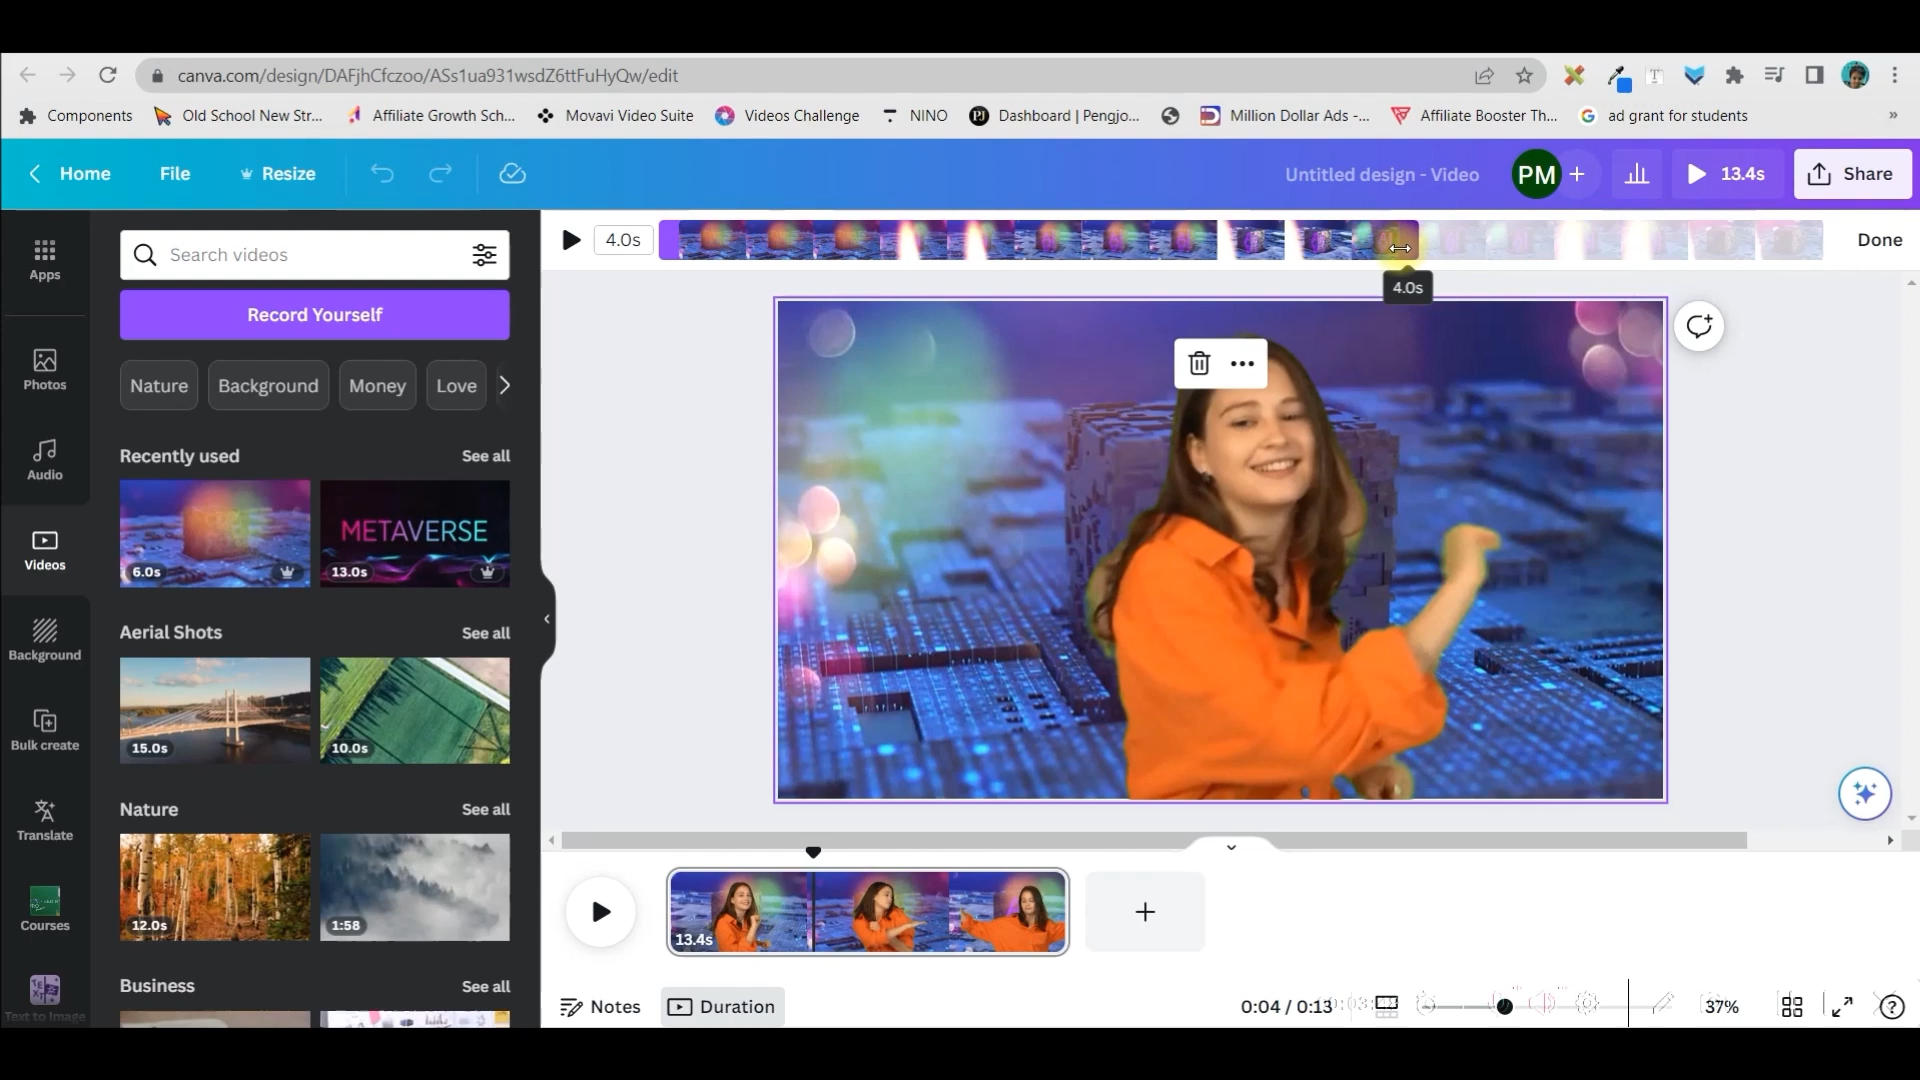 canva.com/design/DAFjhCfczoo/ASs1ua931wsdZ6ttFuHyQw/edit
Components Old School New Str... Affiliate Growth Sch... Movavi Video Suite Videos Challenge NINO Dashboard | Pengjo... Million Dollar Ads -... Affiliate Booster Th... ad grant for students »
Home File Resize Untitled design - Video PM + 13.4s Share
Apps
Search videos
4.0s
Done
4.0s
Record Yourself
Photos
Nature Background Money Love
Audio
Recently used See all
METAVERSE
6.0s 13.0s
Videos
Aerial Shots See all
Background
15.0s 10.0s
Bulk create
Nature See all
Translate
12.0s 1:58
Courses
13.4s
Business See all
Text to Image
Notes Duration 0:04 / 0:13 37%